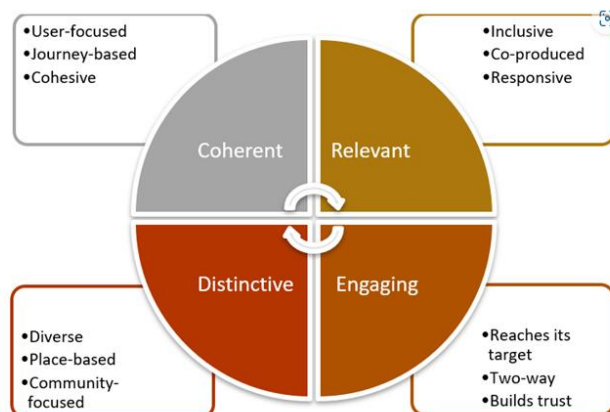 •User-focused
•Journey-based
•Cohesive
•Inclusive
•Co-produced
•Responsive
Coherent
Relevant
Distinctive
Engaging
•Diverse
•Place-based
•Community-
focused
•Reaches its
target
•Two-way
•Builds trust